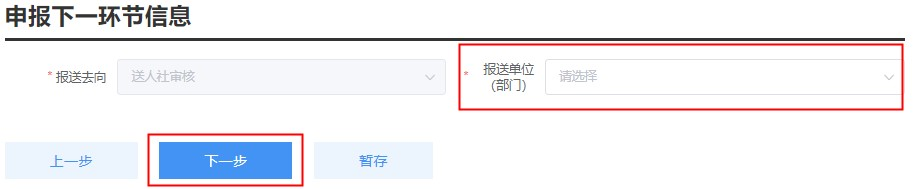 申报下一环节信息
* 报送去向 送人社审核
* 报送单位(部门) 请选择
上一步 下一步 暂存